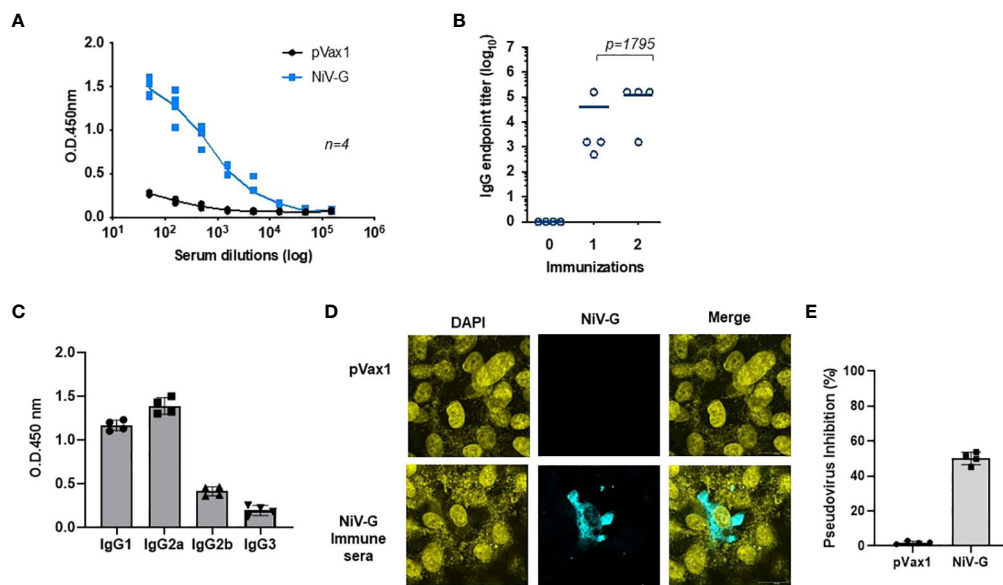 A
2.0
1.5
1.0
0.5
0.0
O.D.450nm
pVax1
NiV-G
n=4
10¹ 10² 10³ 10⁴ 10⁵ 10⁶
Serum dilutions (log)
B
p=1795
7
6
5
4
3
2
1
0
IgG endpoint titer (log₁₀)
0 1 2
Immunizations
C
2.0
1.5
1.0
0.5
0.0
O.D.450 nm
IgG1 IgG2a IgG2b IgG3
D
DAPI NiV-G Merge
pVax1
NiV-G
Immune
sera
E
100
80
60
40
20
0
Pseudovirus Inhibition (%)
pVax1 NiV-G